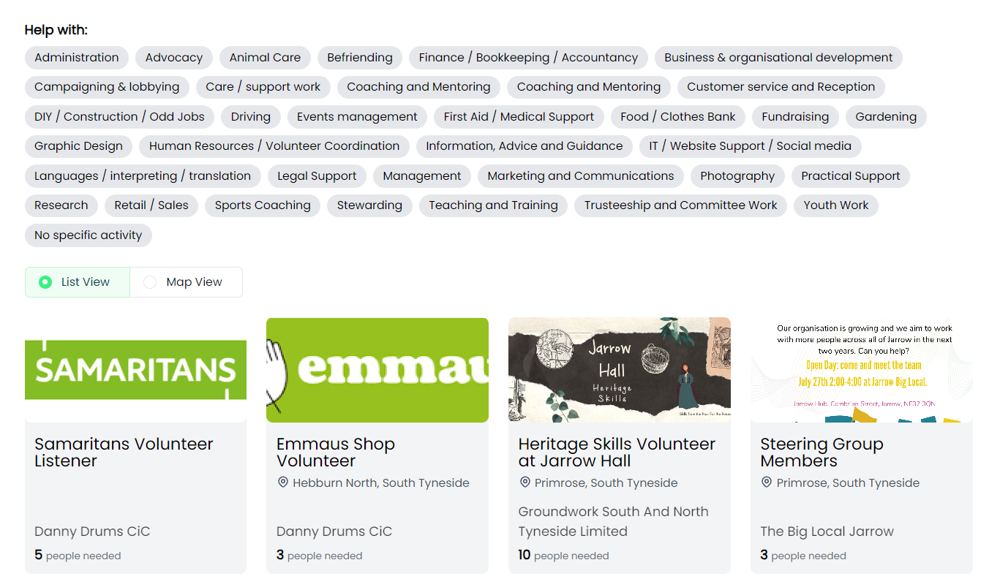 Help with:
Administration Advocacy Animal Care Befriending Finance / Bookkeeping / Accountancy Business & organisational development
Campaigning & lobbying Care / support work Coaching and Mentoring Coaching and Mentoring Customer service and Reception
DIY / Construction / Odd Jobs Driving Events management First Aid / Medical Support Food / Clothes Bank Fundraising Gardening
Graphic Design Human Resources / Volunteer Coordination Information, Advice and Guidance IT / Website Support / Social media
Languages / interpreting / translation Legal Support Management Marketing and Communications Photography Practical Support
Research Retail / Sales Sports Coaching Stewarding Teaching and Training Trusteeship and Committee Work Youth Work
No specific activity
List View Map View
SAMARITANS
Samaritans Volunteer
Listener
Danny Drums CiC
5 people needed
emmau
Emmaus Shop
Volunteer
Hebburn North, South Tyneside
Danny Drums CiC
3 people needed
Jarrow
Hall
Heritage
Skills
Skills from the Past For the Future
Heritage Skills Volunteer
at Jarrow Hall
Primrose, South Tyneside
Groundwork South And North
Tyneside Limited
10 people needed
Our organisation is growing and we aim to work
with more people across all of Jarrow in the next
two years. Can you help?
Open Day: come and meet the team
July 27th 2:00-4:00 at Jarrow Big Local.
Jarrow Hub, Cambrian Street, Jarrow, NE32 3QN
Steering Group
Members
Primrose, South Tyneside
The Big Local Jarrow
3 people needed